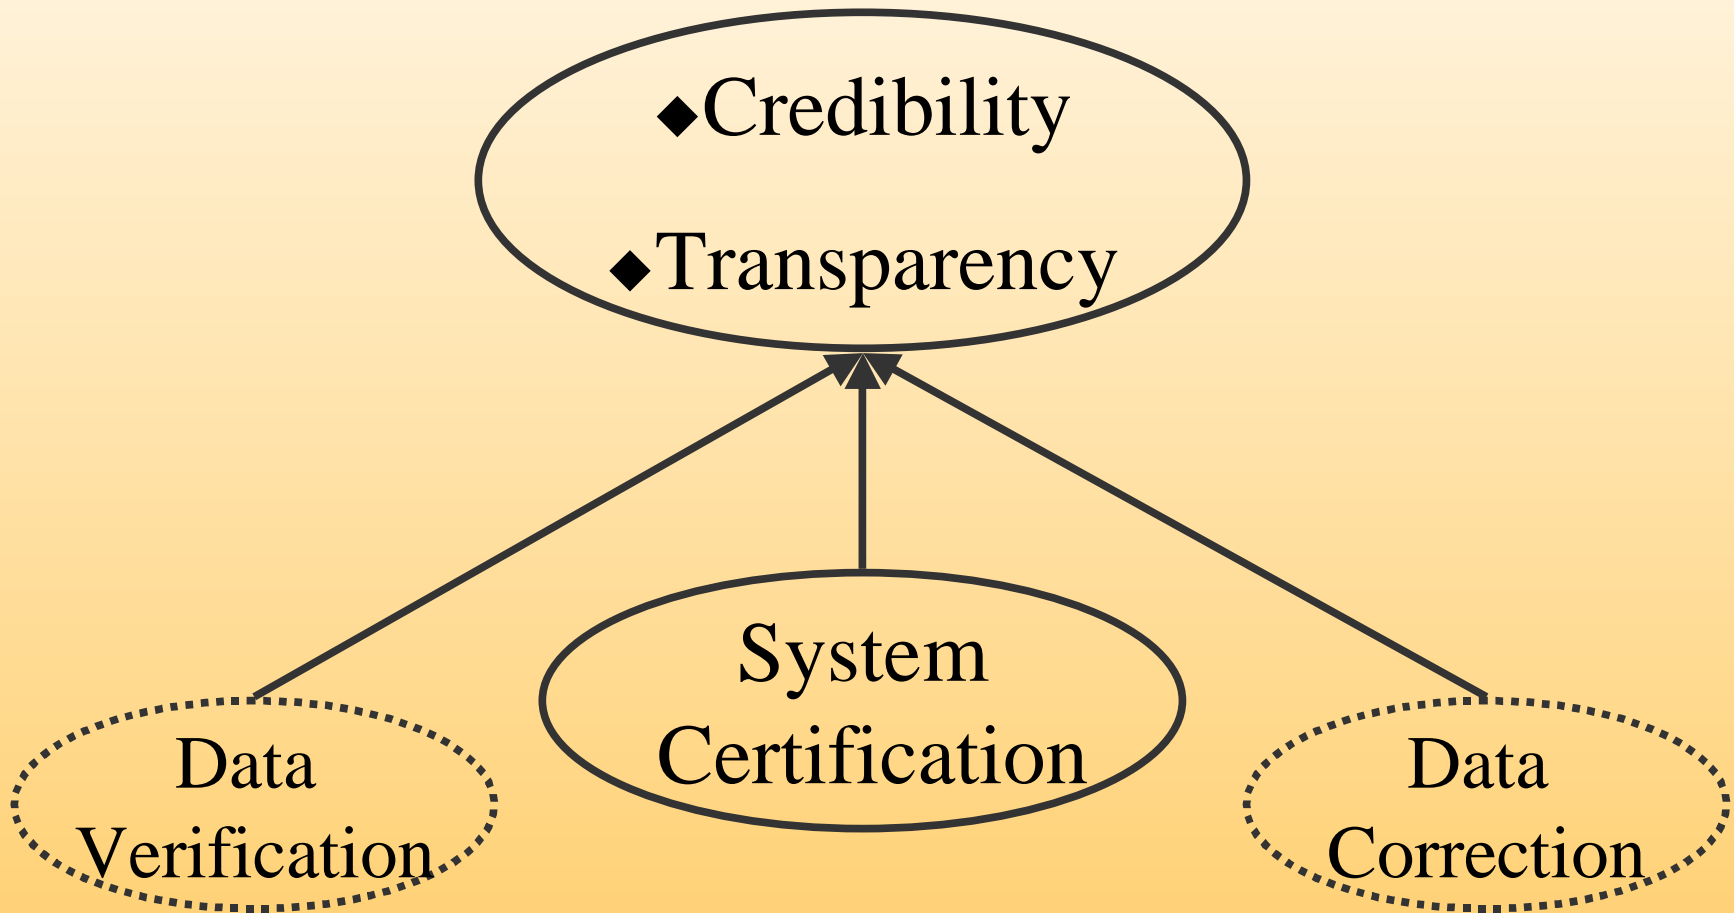 ◆Credibility
◆Transparency
System
Certification
Data
Verification
Data
Correction